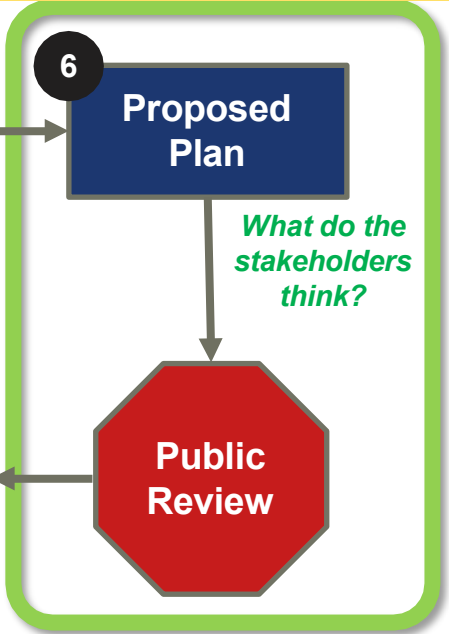 6
Proposed
Plan
What do the
stakeholders
think?
Public
Review